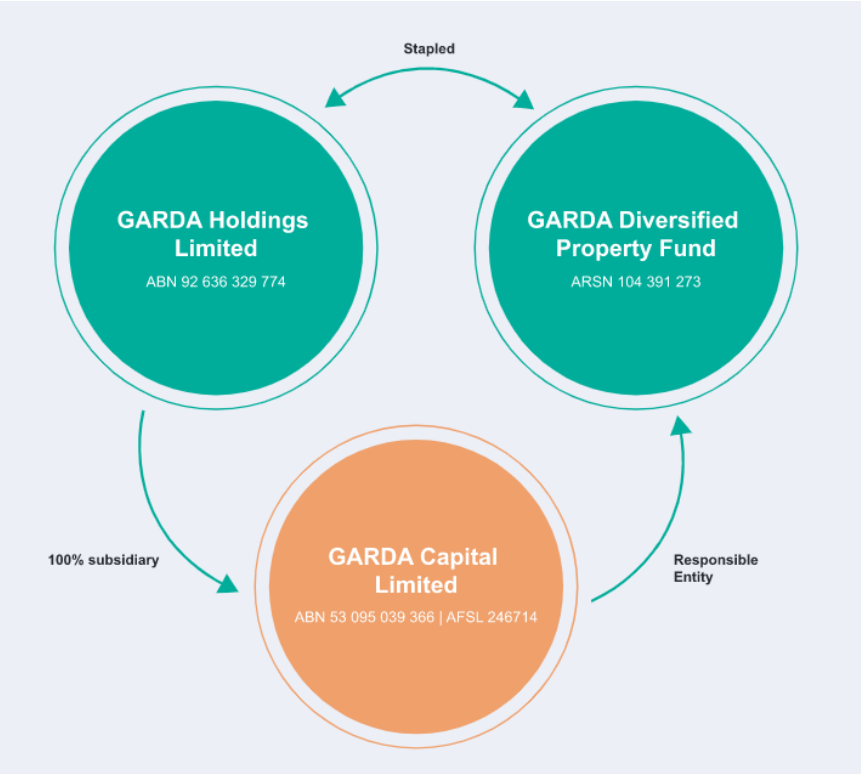 Stapled
GARDA Holdings
Limited
ABN 92 636 329 774
GARDA Diversified
Property Fund
ARSN 104 391 273
100% subsidiary
GARDA Capital
Limited
ABN 53 095 039 366 | AFSL 246714
Responsible
Entity